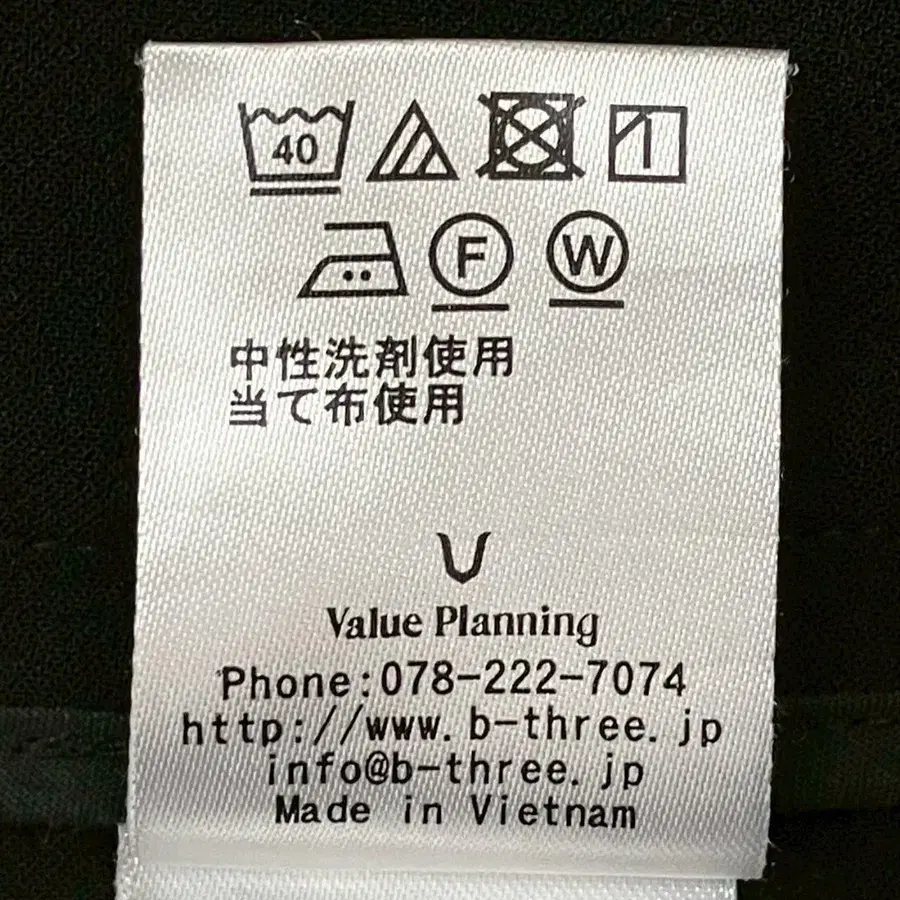 40
F W
中性洗剤使用
当て布使用
Value Planning
Phone:078-222-7074
http://www.b-three.jp
info@b-three.jp
Made in Vietnam